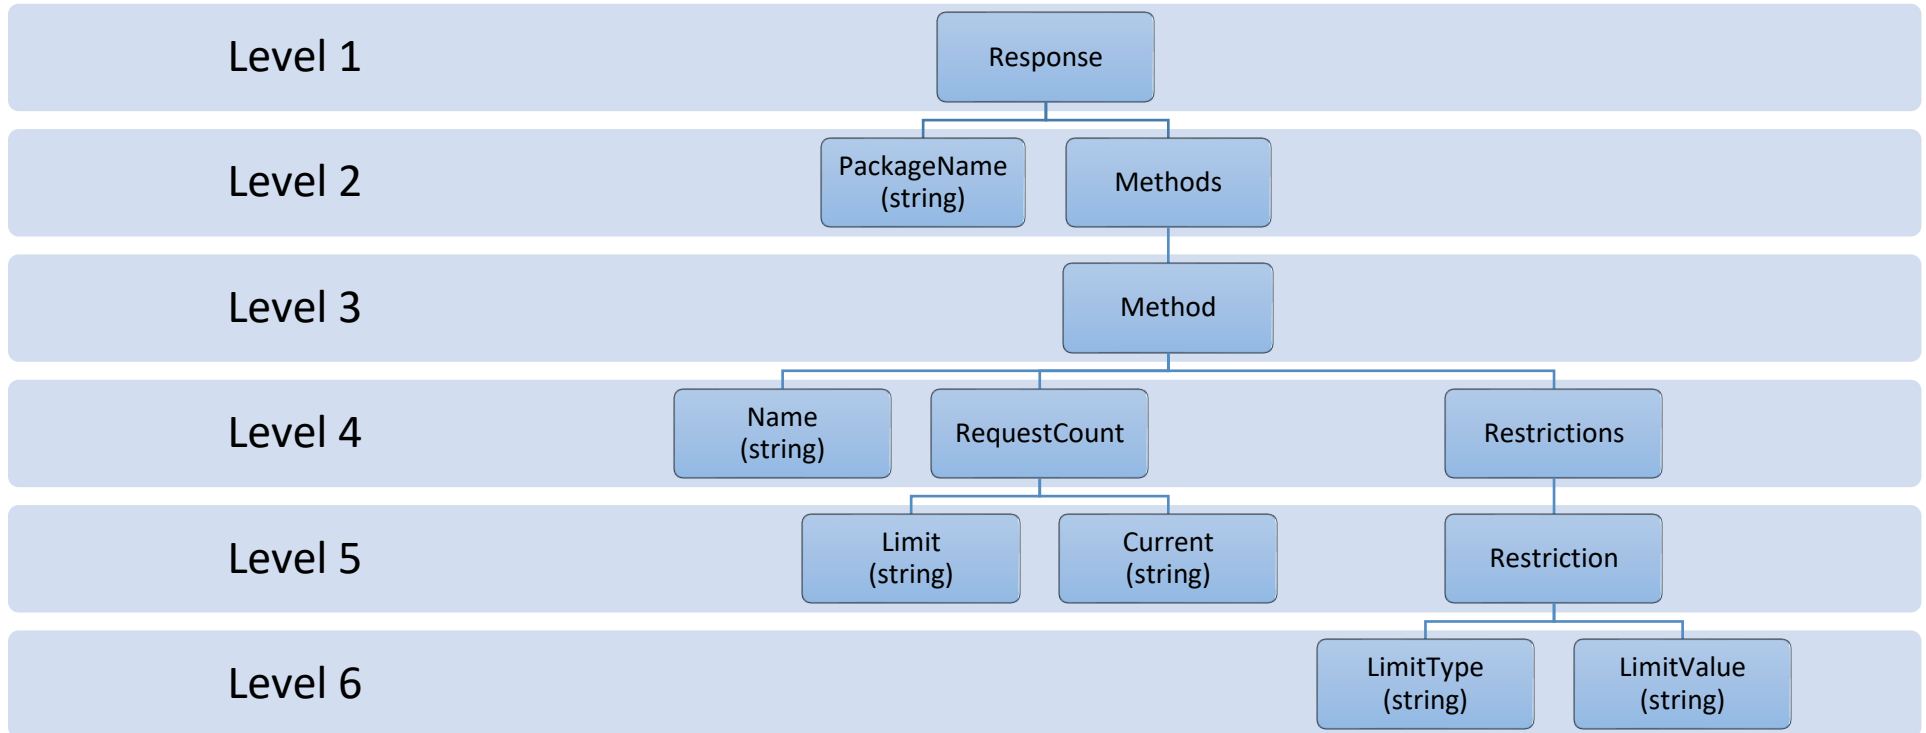 Level 1
Response
Level 2
PackageName
(string)
Methods
Level 3
Method
Level 4
Name
(string)
RequestCount
Restrictions
Level 5
Limit
(string)
Current
(string)
Restriction
Level 6
LimitType
(string)
LimitValue
(string)